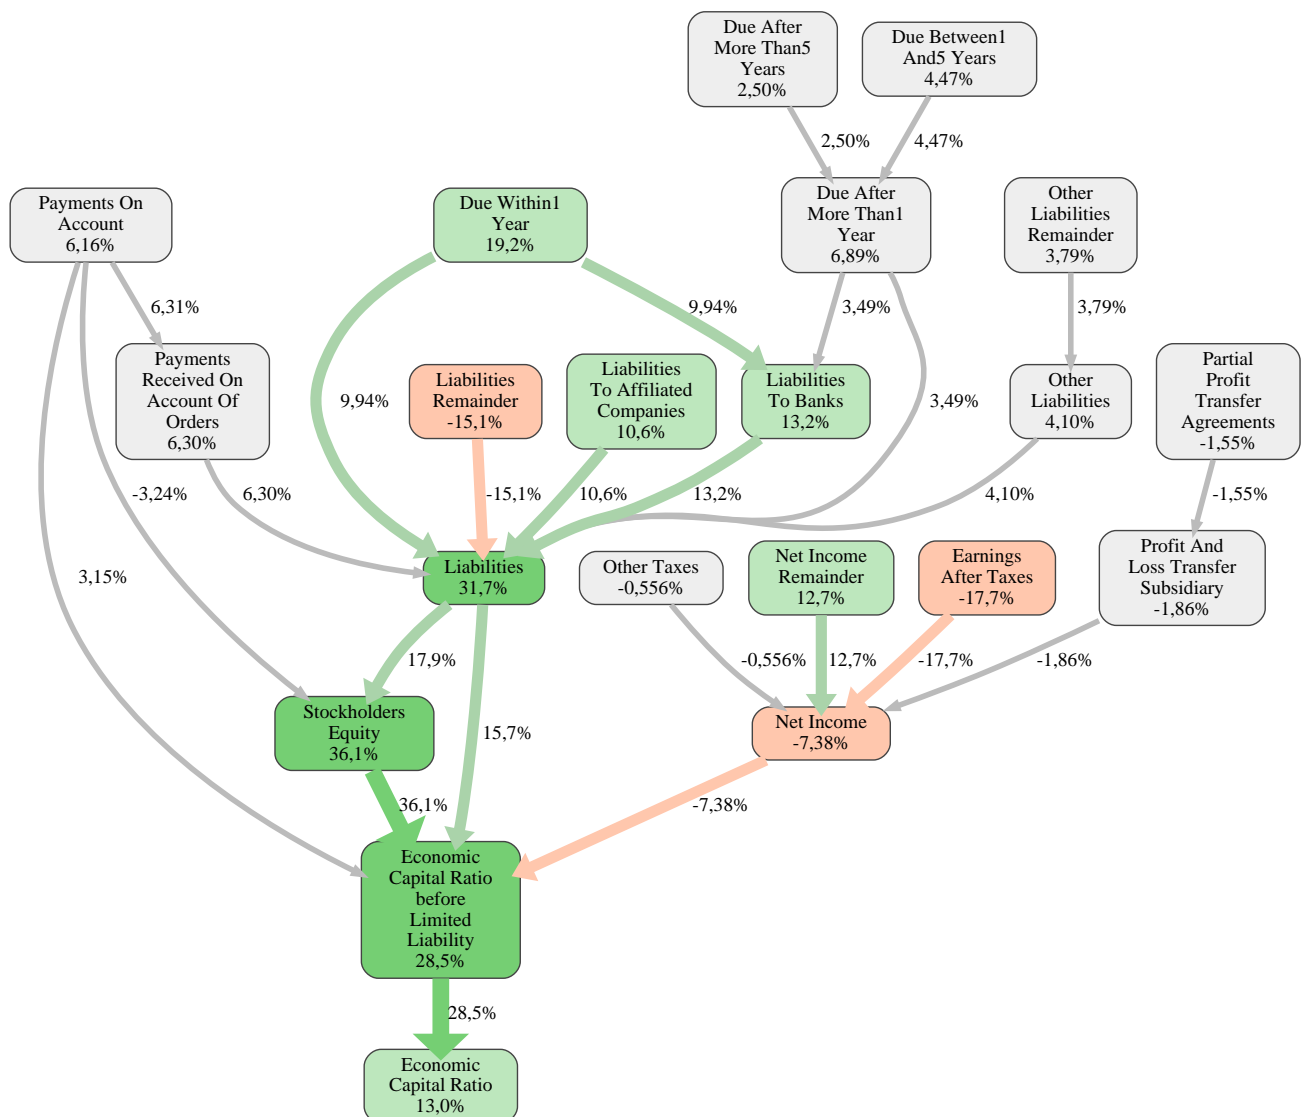 Due After
More Than5
Years
2,50%
Due Between1
And5 Years
4,47%
2,50%
4,47%
Payments On
Account
6,16%
Due Within1
Year
19,2%
Due After
More Than1
Year
6,89%
Other
Liabilities
Remainder
3,79%
6,31%
9,94%
3,49%
3,79%
Payments
Received On
Account Of
Orders
6,30%
9,94%
Liabilities
Remainder
-15,1%
Liabilities
To Affiliated
Companies
10,6%
Liabilities
To Banks
13,2%
3,49%
Other
Liabilities
4,10%
Partial
Profit
Transfer
Agreements
-1,55%
-3,24%
6,30%
-15,1%
10,6%
13,2%
4,10%
-1,55%
3,15%
Liabilities
31,7%
Other Taxes
-0,556%
Net Income
Remainder
12,7%
Earnings
After Taxes
-17,7%
Profit And
Loss Transfer
Subsidiary
-1,86%
17,9%
-0,556%
12,7%
-17,7%
-1,86%
Stockholders
Equity
36,1%
15,7%
Net Income
-7,38%
36,1%
-7,38%
Economic
Capital Ratio
before
Limited
Liability
28,5%
28,5%
Economic
Capital Ratio
13,0%